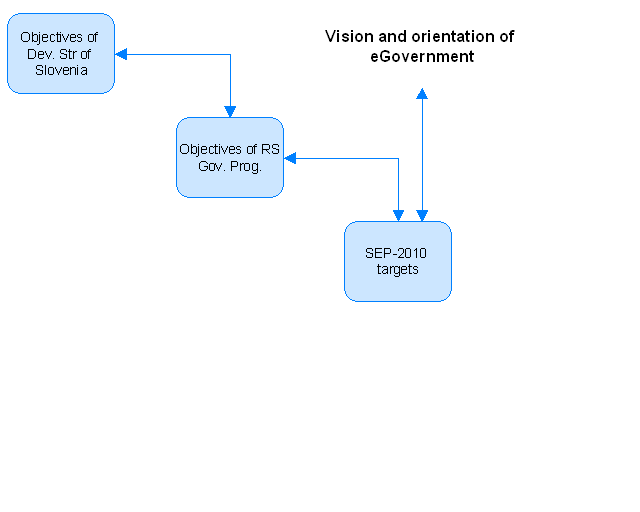 Objectives of
Dev. Str of
Slovenia
Vision and orientation of
eGovernment
Objectives of RS
Gov. Prog.
SEP-2010
targets